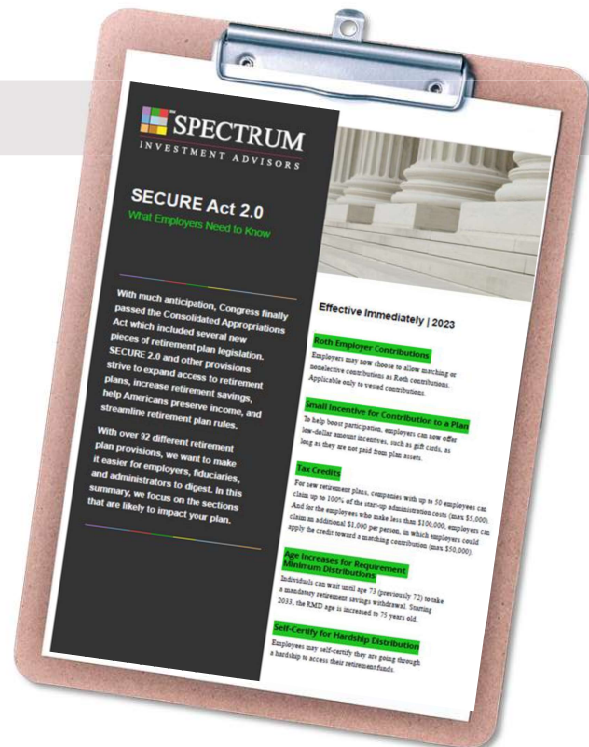 SPECTRUM
INVESTMENT ADVISORS
SECURE Act 2.0
What Employers Need to Know
With much anticipation, Congress finally
passed the Consolidated Appropriations
Act which included several new
pieces of retirement plan legislation.
SECURE 2.0 and other provisions
strive to expand access to retirement
plans, increase retirement savings,
help Americans preserve income, and
streamline retirement plan rules.
With over 92 different retirement
plan provisions, we want to make
it easier for employers, fiduciaries,
and administrators to digest. In this
summary, we focus on the sections
that are likely to impact your plan.
Effective Immediately | 2023
Roth Employer Contributions
Employers may now choose to allow matching or
nonelective contributions as Roth contributions.
Applicable only to vested contributions.
Small Incentive for Contribution to a Plan
To help boost participation, employers can now offer
low-dollar amount incentives, such as gift cards, as
long as they are not paid from plan assets.
Tax Credits
For new retirement plans, companies with up to 50 employees can
claim up to 100% of the start-up administration costs (max $5,000).
And for the employees who make less than $100,000, employers can
claim an additional $1,000 per person, in which employers could
apply the credit toward a matching contribution (max $50,000).
Age Increases for Requirement
Minimum Distributions
Individuals can wait until age 73 (previously 72) to take
a mandatory retirement savings withdrawal. Starting
2033, the RMD age is increased to 75 years old.
Self-Certify for Hardship Distribution
Employees may self-certify they are going through
a hardship to access their retirement funds.